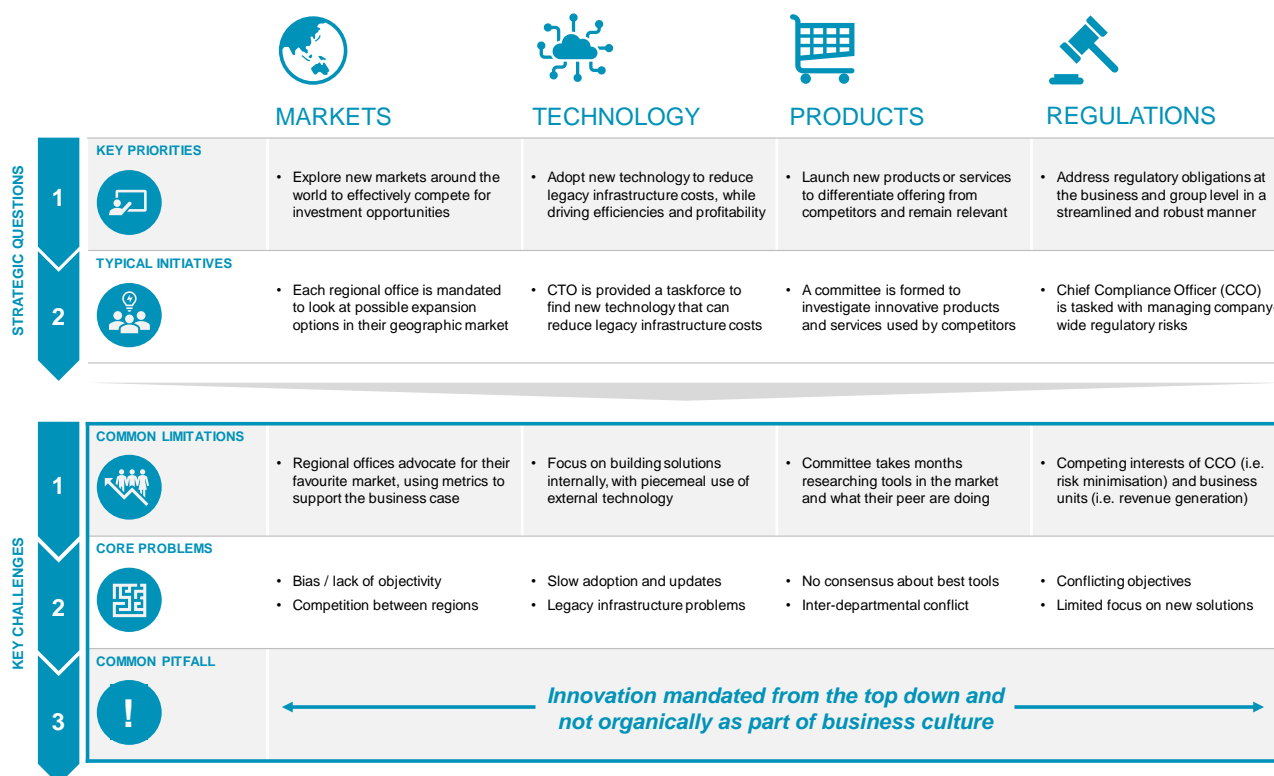 MARKETS
TECHNOLOGY
PRODUCTS
REGULATIONS
STRATEGIC QUESTIONS
1
KEY PRIORITIES
• Explore new markets around the
world to effectively compete for
investment opportunities
• Adopt new technology to reduce
legacy infrastructure costs, while
driving efficiencies and profitability
• Launch new products or services
to differentiate offering from
competitors and remain relevant
• Address regulatory obligations at
the business and group level in a
streamlined and robust manner
2
TYPICAL INITIATIVES
• Each regional office is mandated
to look at possible expansion
options in their geographic market
• CTO is provided a taskforce to
find new technology that can
reduce legacy infrastructure costs
• A committee is formed to
investigate innovative products
and services used by competitors
• Chief Compliance Officer (CCO)
is tasked with managing company-
wide regulatory risks
KEY CHALLENGES
1
COMMON LIMITATIONS
• Regional offices advocate for their
favourite market, using metrics to
support the business case
• Focus on building solutions
internally, with piecemeal use of
external technology
• Committee takes months
researching tools in the market
and what their peer are doing
• Competing interests of CCO (i.e.
risk minimisation) and business
units (i.e. revenue generation)
2
CORE PROBLEMS
• Bias / lack of objectivity
• Competition between regions
• Slow adoption and updates
• Legacy infrastructure problems
• No consensus about best tools
• Inter-departmental conflict
• Conflicting objectives
• Limited focus on new solutions
3
COMMON PITFALL
!
Innovation mandated from the top down and
not organically as part of business culture